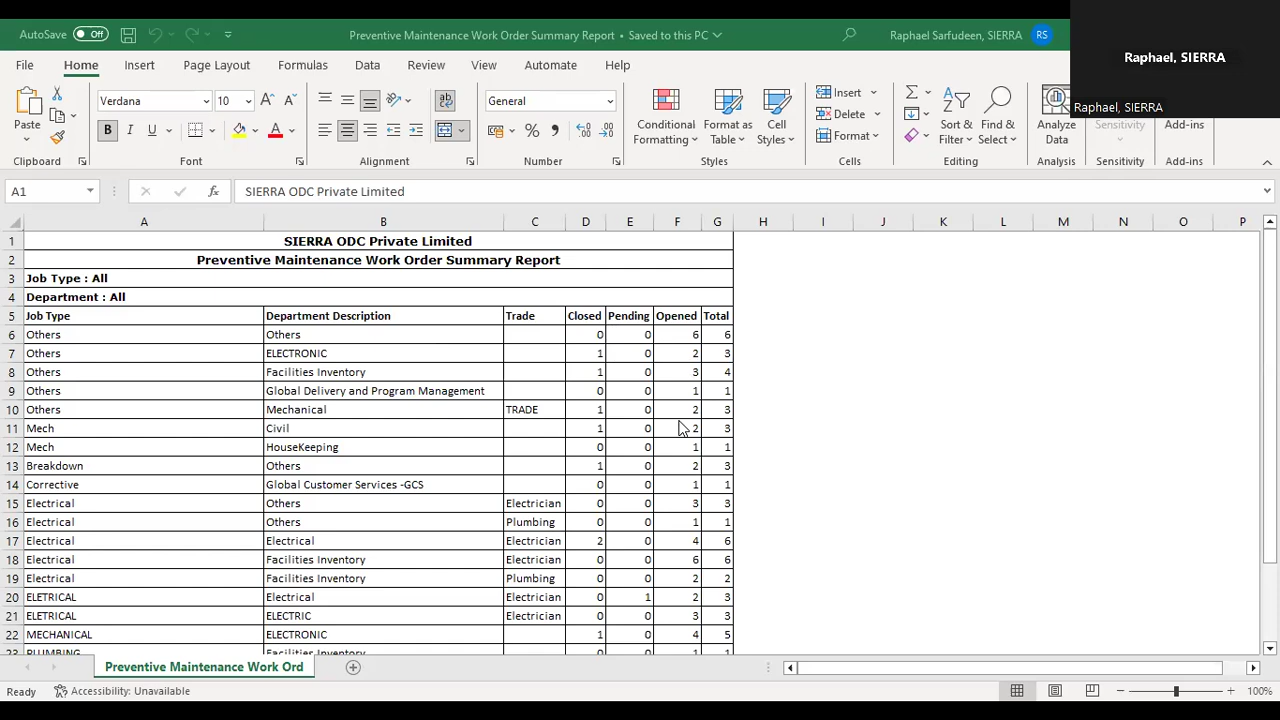 AutoSave Off Preventive Maintenance Work Order Summary Report • Saved to this PC Raphael Sarfudeen, SIERRA RS
Raphael, SIERRA
Raphael, SIERRA
File Home Insert Page Layout Formulas Data Review View Automate Help
Paste
Clipboard
Verdana 10
B I U A
Font
ab
Alignment
General
% 9
Number
Conditional Formatting
Format as Table
Cell Styles
Styles
Insert
Delete
Format
Cells
Sort & Filter
Find & Select
Editing
Analyze Data
Analysis
Sensitivity
Sensitivity
Add-ins
Add-ins
A1 fx SIERRA ODC Private Limited
A B C D E F G H I J K L M N O P
1 SIERRA ODC Private Limited
2 Preventive Maintenance Work Order Summary Report
3 Job Type : All
4 Department : All
5 Job Type Department Description Trade Closed Pending Opened Total
6 Others Others 0 0 6 6
7 Others ELECTRONIC 1 0 2 3
8 Others Facilities Inventory 1 0 3 4
9 Others Global Delivery and Program Management 0 0 1 1
10 Others Mechanical TRADE 1 0 2 3
11 Mech Civil 1 0 2 3
12 Mech HouseKeeping 0 0 1 1
13 Breakdown Others 1 0 2 3
14 Corrective Global Customer Services -GCS 0 0 1 1
15 Electrical Others Electrician 0 0 3 3
16 Electrical Others Plumbing 0 0 1 1
17 Electrical Electrical Electrician 2 0 4 6
18 Electrical Facilities Inventory Electrician 0 0 6 6
19 Electrical Facilities Inventory Plumbing 0 0 2 2
20 ELETRICAL Electrical Electrician 0 1 2 3
21 ELETRICAL ELECTRIC Electrician 0 0 3 3
22 MECHANICAL ELECTRONIC 1 0 4 5
23 PLUMBING Facilities Inventory 0 0 1 1
Preventive Maintenance Work Ord
Ready Accessibility: Unavailable 100%